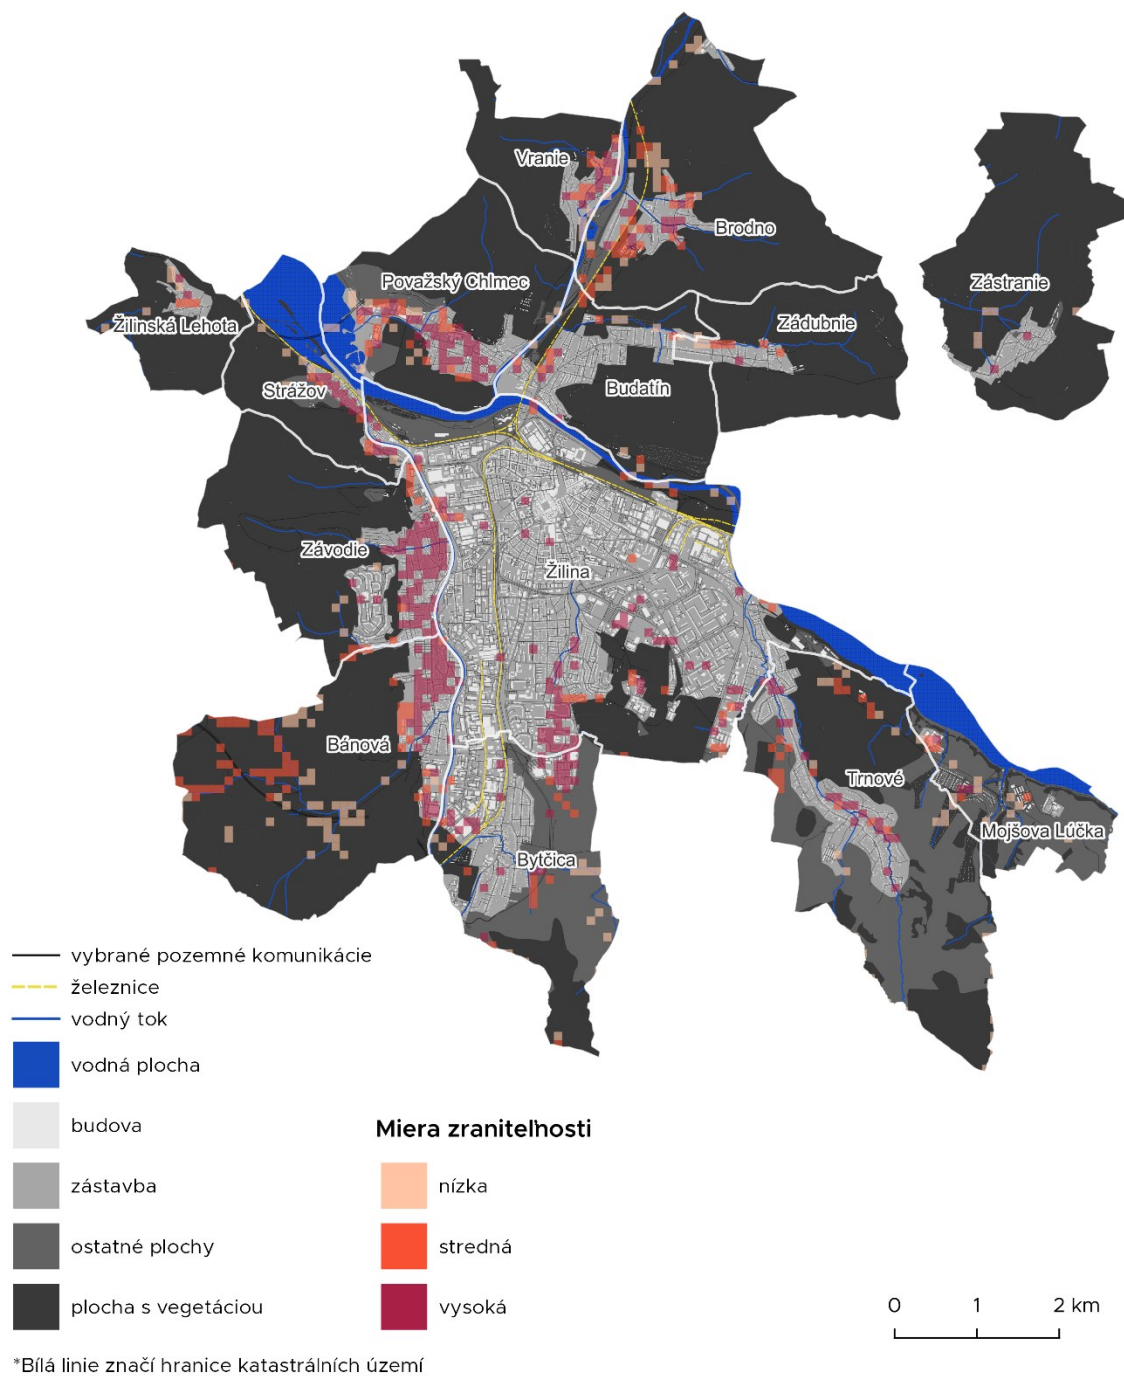 Vranie
Brodno
Považský Chlmec
Zástranie
Žilinská Lehota
Zádubnie
Strážov
Budatín
Závodie
Žilina
Bánová
Trnové
Mojšova Lúčka
Bytčica
vybrané pozemné komunikácie
železnice
vodný tok
vodná plocha
budova
zástavba
ostatné plochy
plocha s vegetáciou
Miera zraniteľnosti
nízka
stredná
vysoká
0 1 2 km
*Bílá linie značí hranice katastrálních území